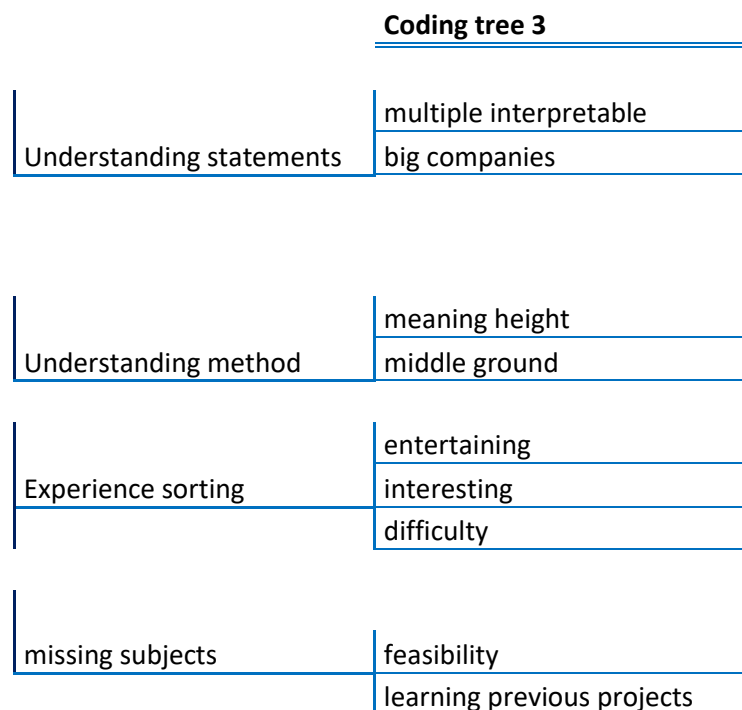 Coding tree 3
multiple interpretable
Understanding statements big companies
meaning height
Understanding method middle ground
entertaining
Experience sorting interesting
difficulty
missing subjects feasibility
learning previous projects